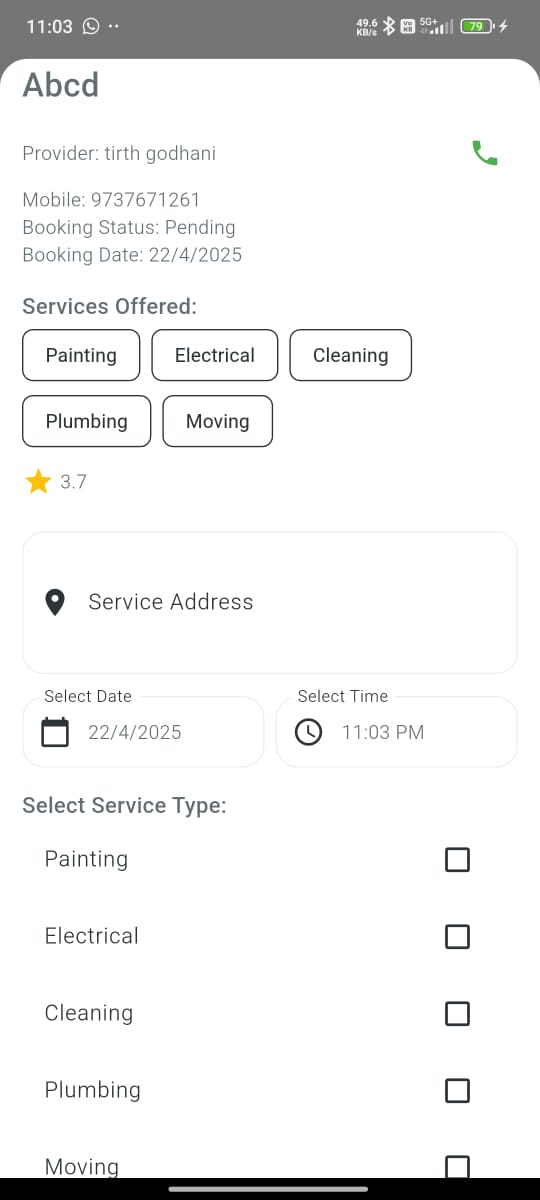 11:03
49.6 KB/s
Vo NR
5G+
79
Abcd
Provider: tirth godhani
Mobile: 9737671261
Booking Status: Pending
Booking Date: 22/4/2025
Services Offered:
Painting Electrical Cleaning
Plumbing Moving
3.7
Service Address
Select Date Select Time
22/4/2025 11:03 PM
Select Service Type:
Painting
Electrical
Cleaning
Plumbing
Moving